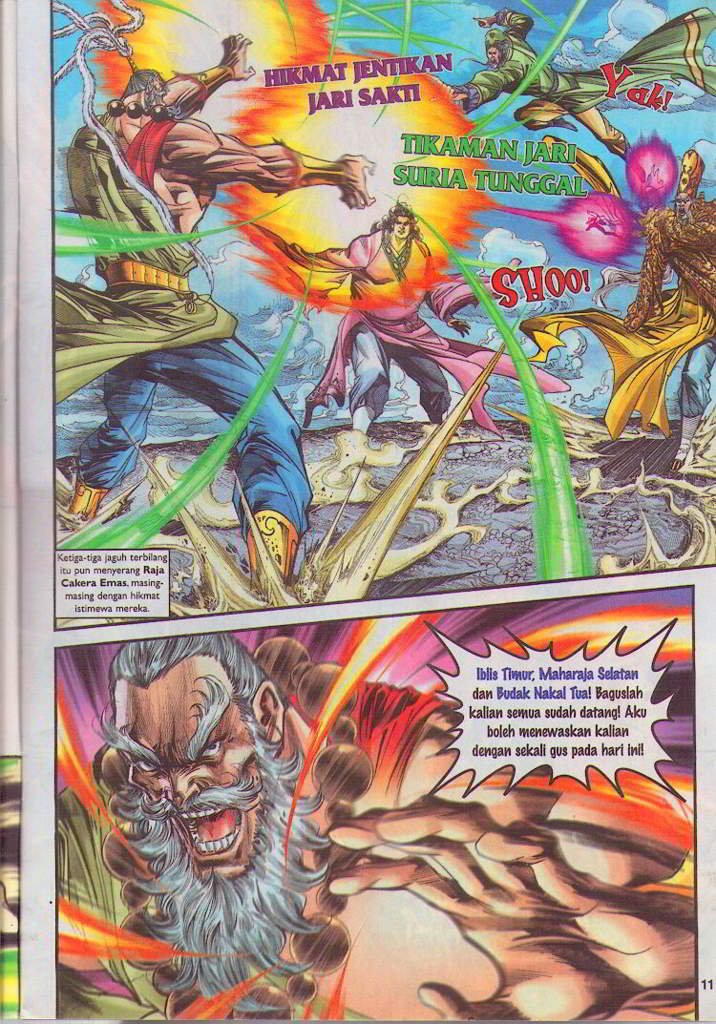 HIKMAT JENTIKAN
JARI SAKTI
Yak!
TIKAMAN JARI
SURIA TUNGGAL
SHOO!
Ketiga-tiga jaguh terbilang
itu pun menyerang Raja
Cakera Emas, masing-
masing dengan hikmat
istimewa mereka.
Iblis Timur, Maharaja Selatan
dan Budak Nakal Tua! Baguslah
kalian semua sudah datang! Aku
boleh menewaskan kalian
dengan sekali gus pada hari ini!
11